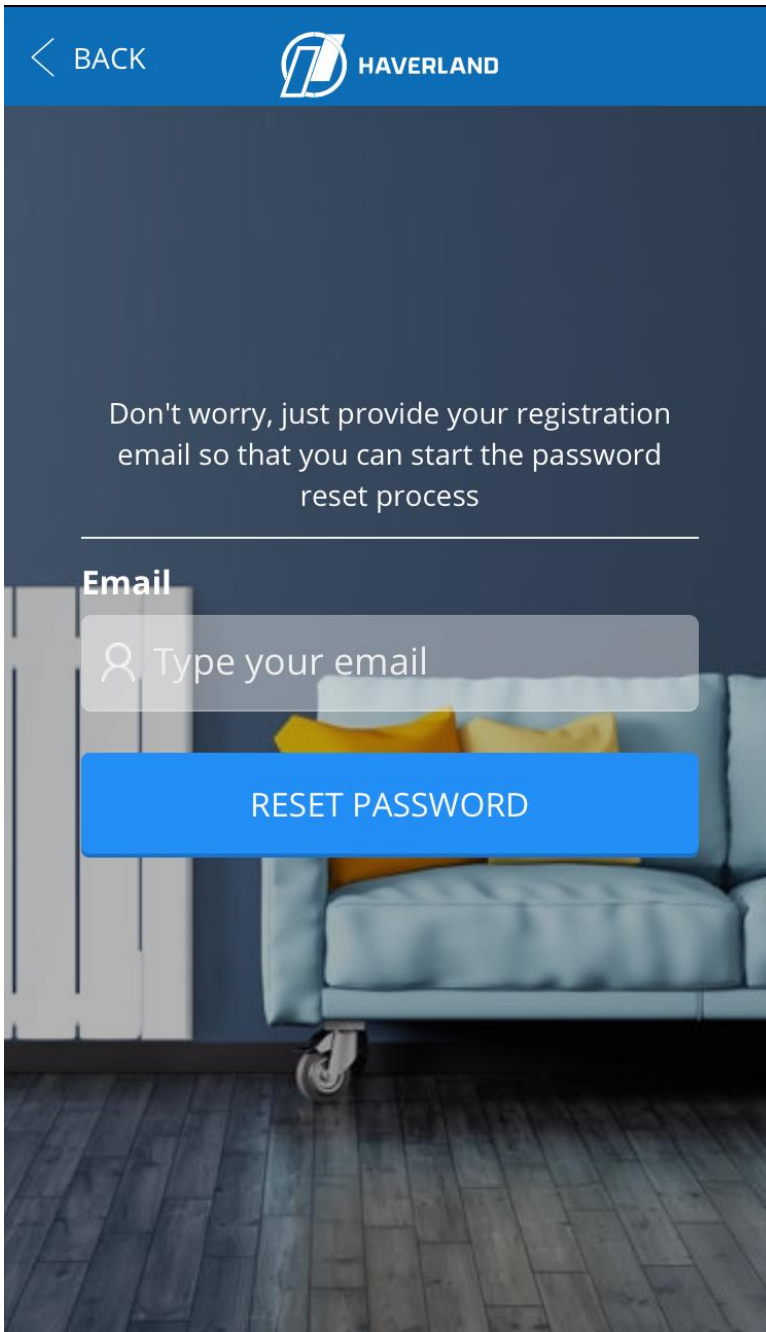 BACK
HAVERLAND
Don't worry, just provide your registration
email so that you can start the password
reset process
Email
Type your email
RESET PASSWORD